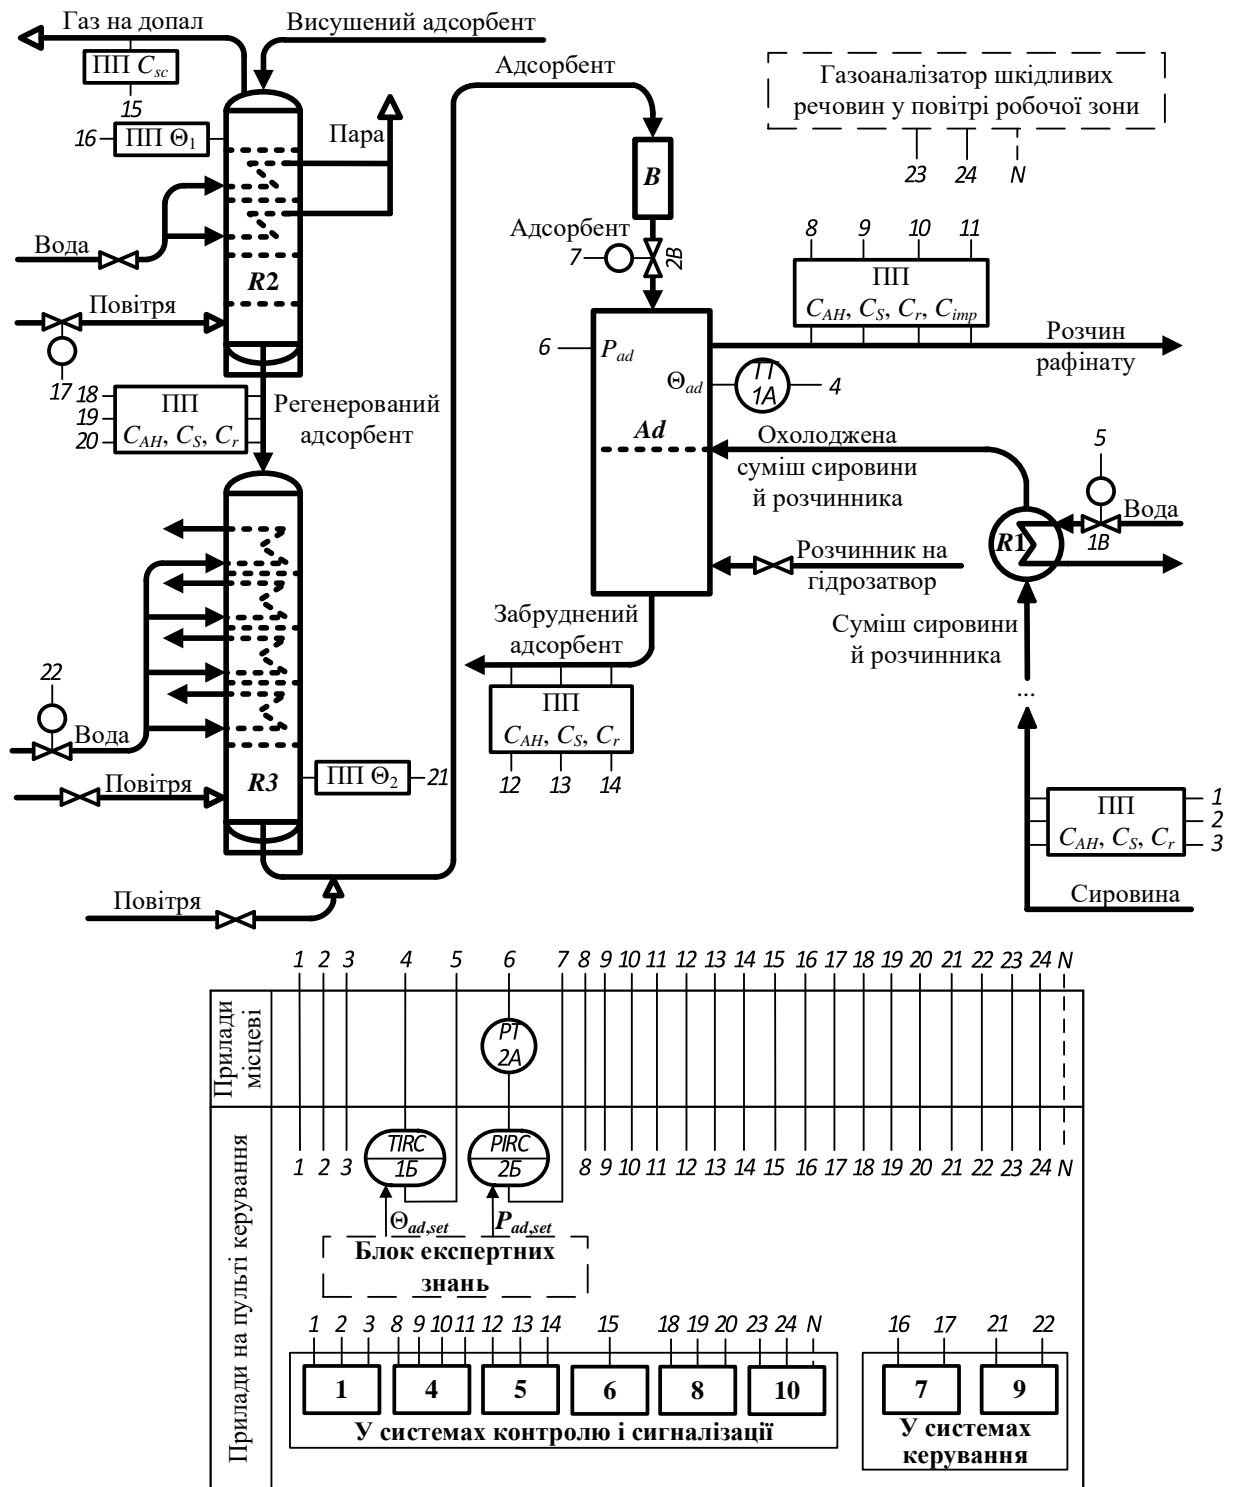 Газ на допал
Висушений адсорбент
ПП C_sc
15
16
ПП Θ_1
Пара
Вода
R2
Повітря
17
18
19
20
ПП
C_AH, C_S, C_r
Регенерований
адсорбент
22
Вода
Повітря
R3
ПП Θ_2
21
Повітря
Адсорбент
B
Адсорбент
7
2В
Газоаналізатор шкідливих
речовин у повітрі робочої зони
23 24 N
8 9 10 11
ПП
C_AH, C_S, C_r, C_imp
Розчин
рафінату
6
P_ad
Θ_ad
TT
1А
4
Ad
Охолоджена
суміш сировини
й розчинника
5
Вода
1В
R1
Розчинник на
гідрозатвор
Забруднений
адсорбент
ПП
C_AH, C_S, C_r
12 13 14
Суміш сировини
й розчинника
...
ПП
C_AH, C_S, C_r
1
2
3
Сировина
1 2 3 4 5 6 7 8 9 10 11 12 13 14 15 16 17 18 19 20 21 22 23 24 N
Прилади
місцеві
PT
2А
Прилади на пульті керування
TIRC
1Б
PIRC
2Б
1 2 3 8 9 10 11 12 13 14 15 16 17 18 19 20 21 22 23 24 N
Θ_ad,set
P_ad,set
Блок експертних
знань
1 2 3 8 9 10 11 12 13 14 15 18 19 20 23 24 N 16 17 21 22
1 4 5 6 8 10 7 9
У системах контролю і сигналізації
У системах
керування